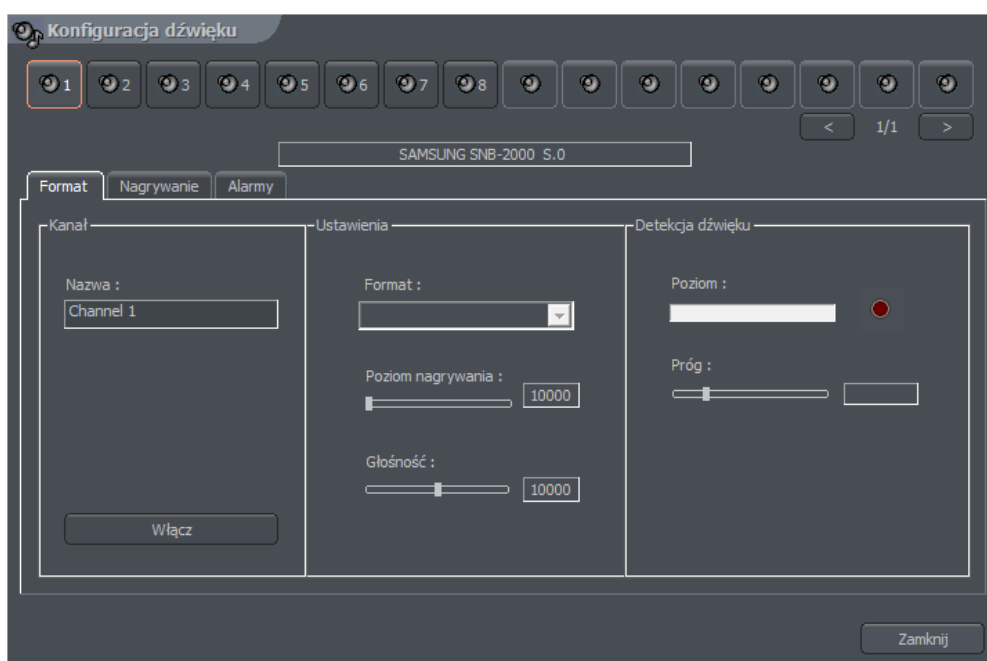 Konfiguracja dźwięku
1 2 3 4 5 6 7 8
< 1/1 >
SAMSUNG SNB-2000 S.0
Format Nagrywanie Alarmy
Kanał
Nazwa :
Channel 1
Włącz
Ustawienia
Format :
Poziom nagrywania :
10000
Głośność :
10000
Detekcja dźwięku
Poziom :
Próg :
Zamknij